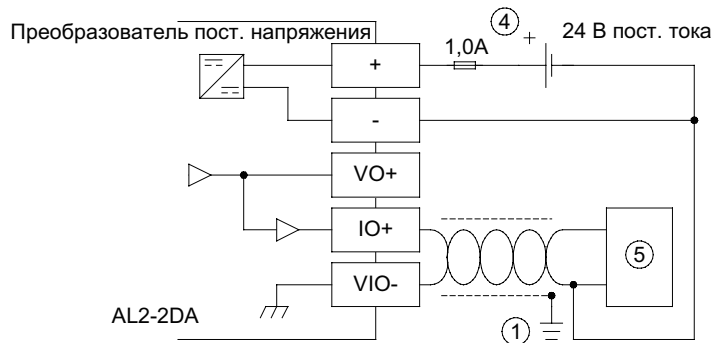 Преобразователь пост. напряжения
④
24 В пост. тока
1,0A
+
+
-
VO+
IO+
VIO-
⑤
①
AL2-2DA